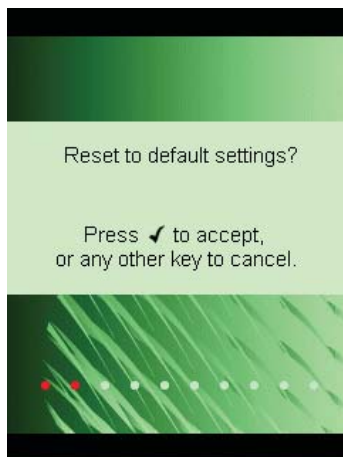 Reset to default settings?
Press ✓ to accept,
or any other key to cancel.